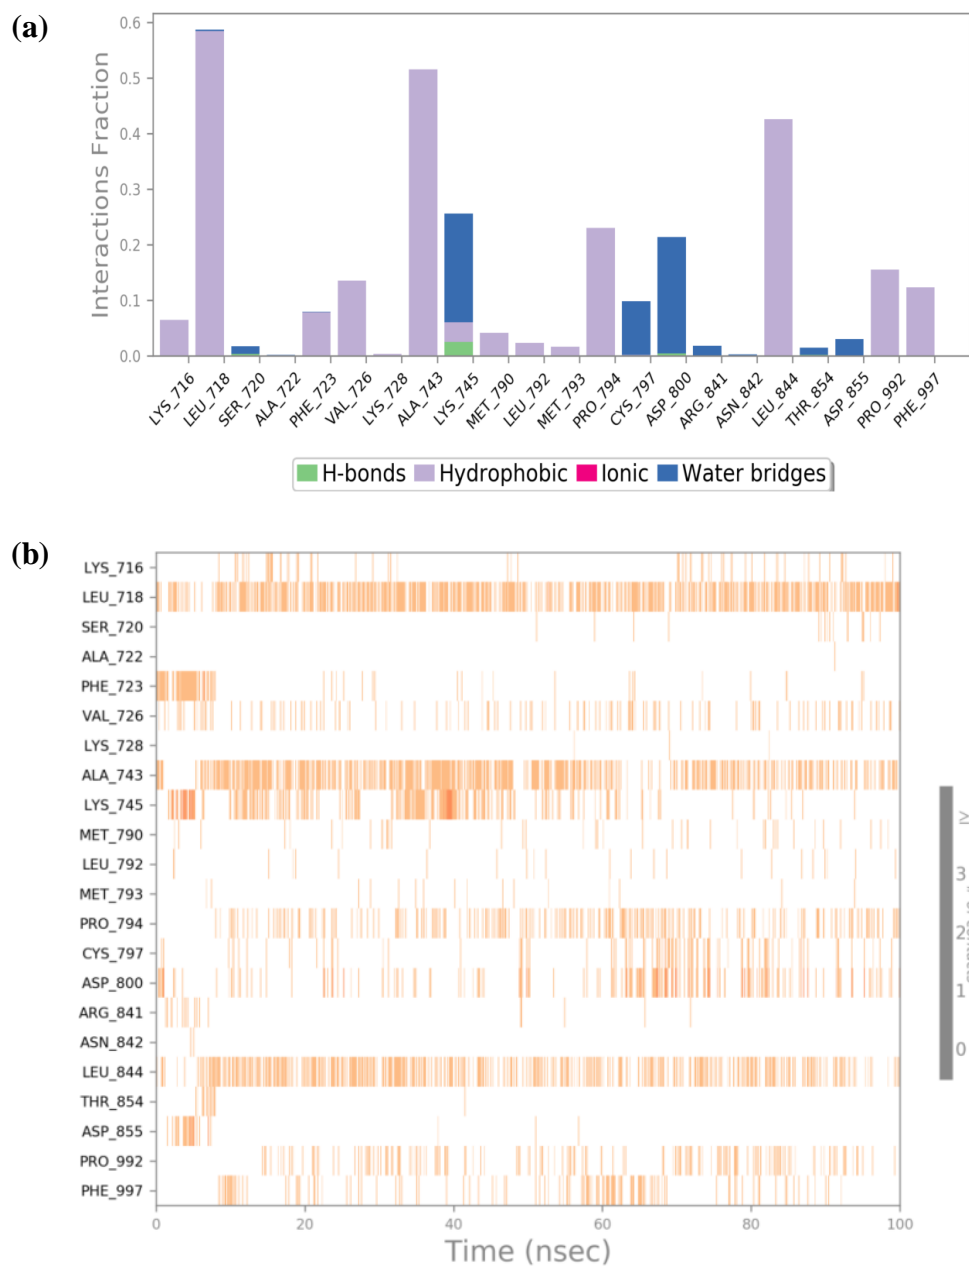 (a)
Interactions Fraction
0.6
0.5
0.4
0.3
0.2
0.1
0.0
LYS_716
LEU_718
SER_720
ALA_722
PHE_723
VAL_726
LYS_728
ALA_743
LYS_745
MET_790
LEU_792
MET_793
PRO_794
CYS_797
ASP_800
ARG_841
ASN_842
LEU_844
THR_854
ASP_855
PRO_992
PHE_997
H-bonds Hydrophobic Ionic Water bridges
(b)
LYS_716
LEU_718
SER_720
ALA_722
PHE_723
VAL_726
LYS_728
ALA_743
LYS_745
MET_790
LEU_792
MET_793
PRO_794
CYS_797
ASP_800
ARG_841
ASN_842
LEU_844
THR_854
ASP_855
PRO_992
PHE_997
0 20 40 60 80 100
Time (nsec)
≥
3
2
1
0